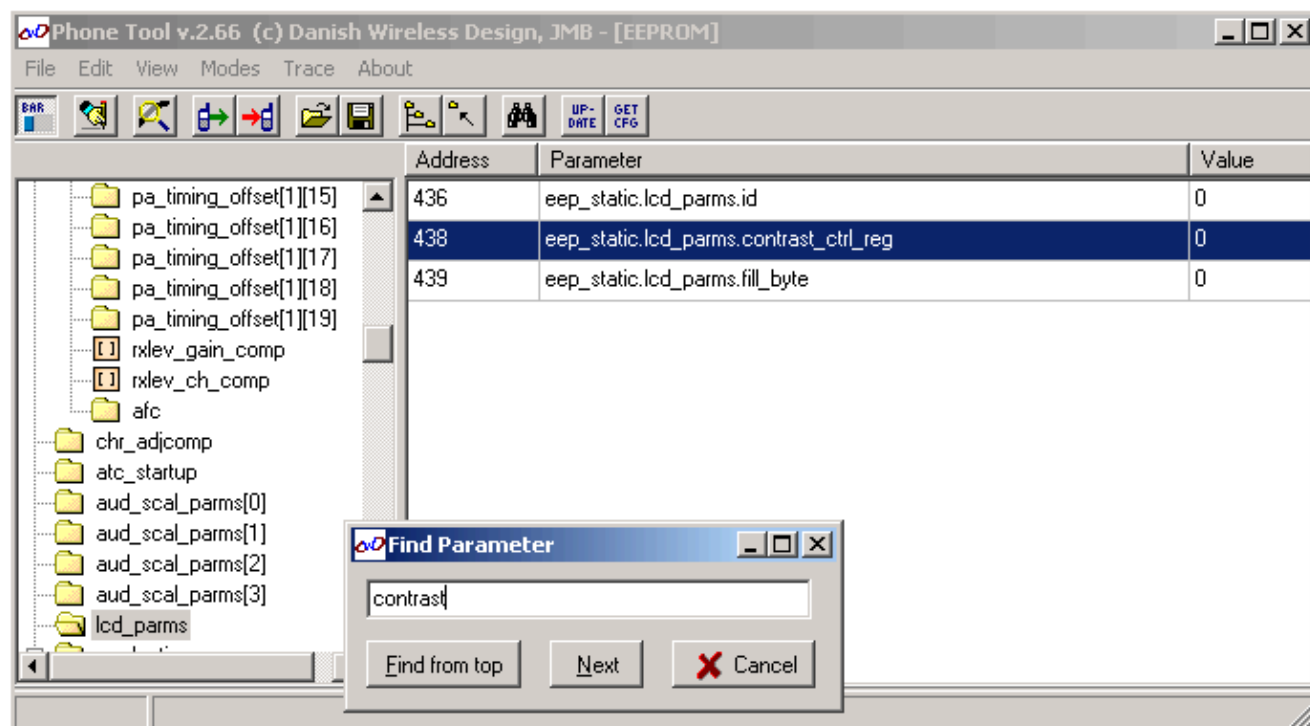 Phone Tool v.2.66 (c) Danish Wireless Design, JMB - [EEPROM]
File Edit View Modes Trace About
BAR
UP-DATE
GET CFG
Address Parameter Value
pa_timing_offset[1][15]
pa_timing_offset[1][16]
pa_timing_offset[1][17]
pa_timing_offset[1][18]
pa_timing_offset[1][19]
rxlev_gain_comp
rxlev_ch_comp
afc
chr_adjcomp
atc_startup
aud_scal_parms[0]
aud_scal_parms[1]
aud_scal_parms[2]
aud_scal_parms[3]
lcd_parms
436 eep_static.lcd_parms.id 0
438 eep_static.lcd_parms.contrast_ctrl_reg 0
439 eep_static.lcd_parms.fill_byte 0
Find Parameter
contrast
Find from top Next Cancel